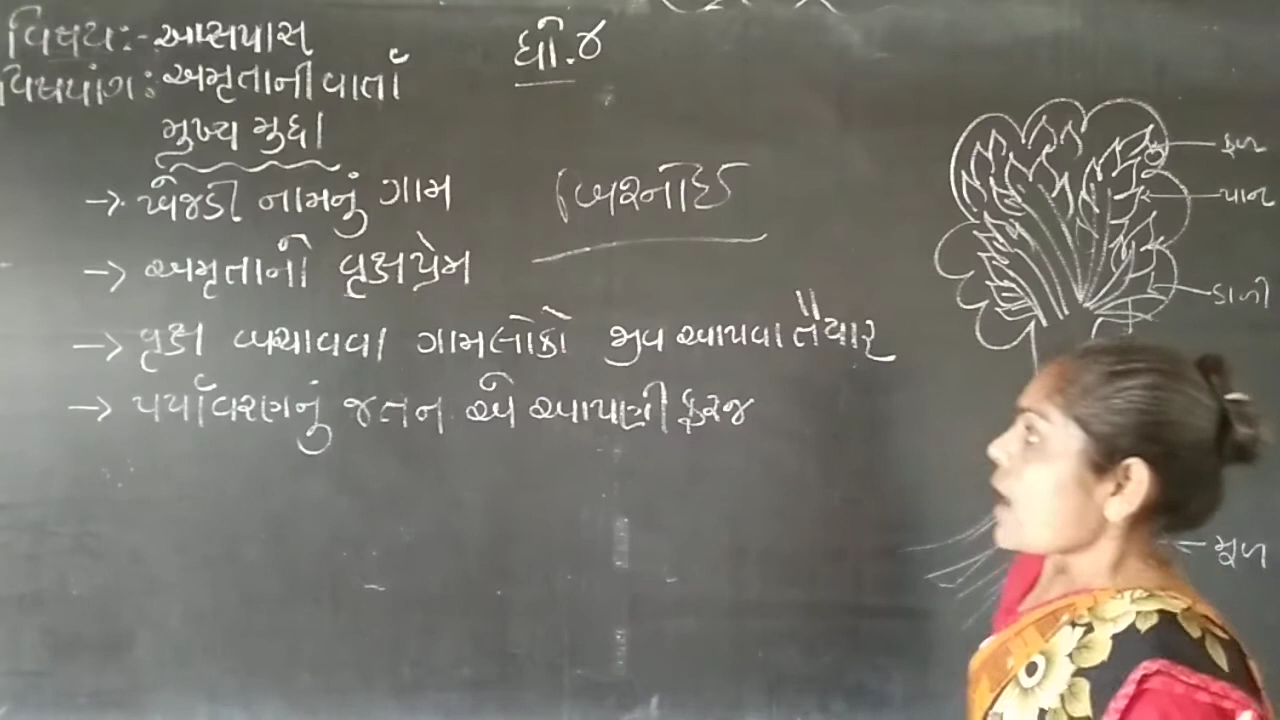 વિષય:- આસપાસ
ધો.૪
વિષયાંગ: અમૃતાની વાર્તા
મુખ્ય મુદ્દા
→ ખેજડી નામનું ગામ
બિશ્નોઈ
→ અમૃતાનો વૃક્ષપ્રેમ
→ વૃક્ષ બચાવવા ગામલોકો જીવ આપવા તૈયાર
→ પર્યાવરણનું જતન એ આપણી ફરજ
ફળ
પાન
ડાળી
મૂળ